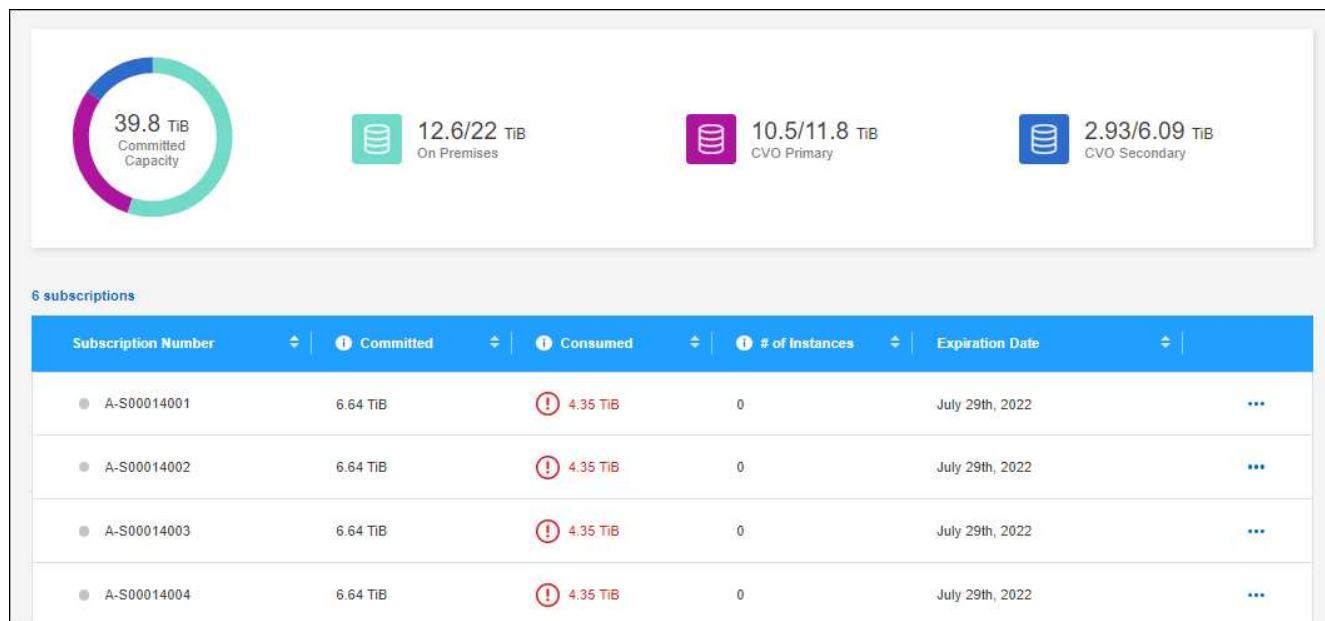 39.8 TiB
Committed
Capacity
12.6/22 TiB
On Premises
10.5/11.8 TiB
CVO Primary
2.93/6.09 TiB
CVO Secondary
6 subscriptions
Subscription Number Committed Consumed # of Instances Expiration Date
A-S00014001 6.64 TiB 4.35 TiB 0 July 29th, 2022
A-S00014002 6.64 TiB 4.35 TiB 0 July 29th, 2022
A-S00014003 6.64 TiB 4.35 TiB 0 July 29th, 2022
A-S00014004 6.64 TiB 4.35 TiB 0 July 29th, 2022